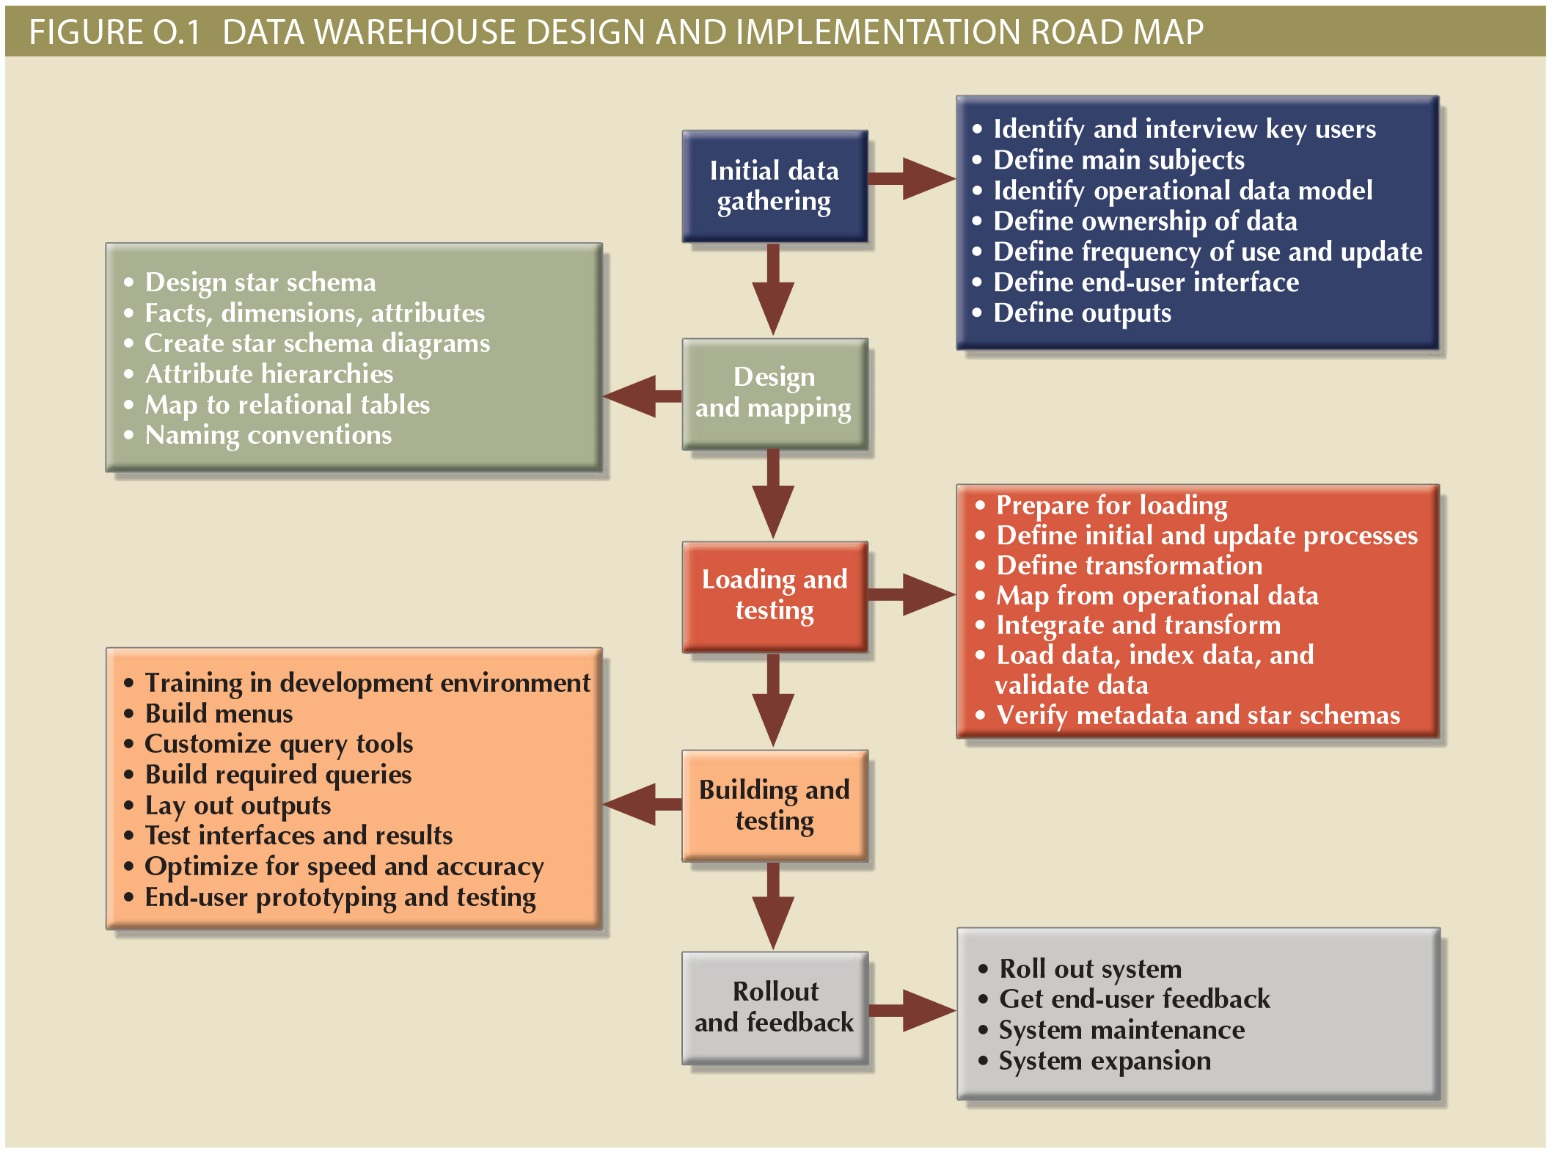 FIGURE O.1 DATA WAREHOUSE DESIGN AND IMPLEMENTATION ROAD MAP
Initial data
gathering
• Identify and interview key users
• Define main subjects
• Identify operational data model
• Define ownership of data
• Define frequency of use and update
• Define end-user interface
• Define outputs
Design
and mapping
• Design star schema
• Facts, dimensions, attributes
• Create star schema diagrams
• Attribute hierarchies
• Map to relational tables
• Naming conventions
Loading and
testing
• Prepare for loading
• Define initial and update processes
• Define transformation
• Map from operational data
• Integrate and transform
• Load data, index data, and
validate data
• Verify metadata and star schemas
Building and
testing
• Training in development environment
• Build menus
• Customize query tools
• Build required queries
• Lay out outputs
• Test interfaces and results
• Optimize for speed and accuracy
• End-user prototyping and testing
Rollout
and feedback
• Roll out system
• Get end-user feedback
• System maintenance
• System expansion